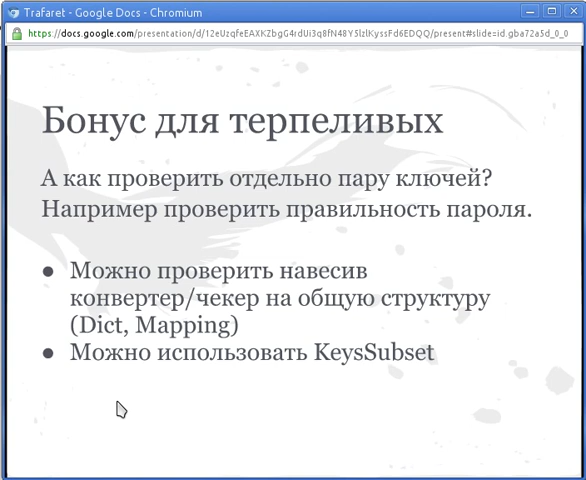 Trafaret - Google Docs - Chromium
https://docs.google.com/presentation/d/12eUzqfeEAXKZbgG4rdUi3q8fN48Y5lzlKyssFd6EDQQ/present#slide=id.gba72a5d_0_0
Бонус для терпеливых
А как проверить отдельно пару ключей?
Например проверить правильность пароля.
● Можно проверить навесив
конвертер/чекер на общую структуру
(Dict, Mapping)
● Можно использовать KeysSubset